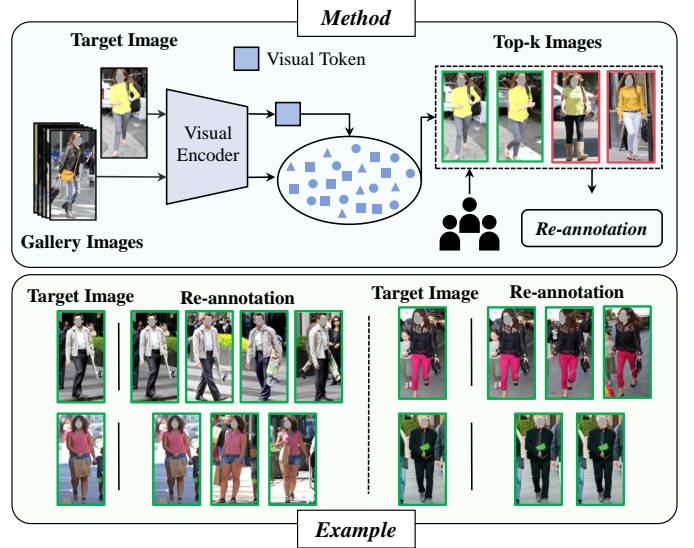 Method
Target Image
Visual Token
Top-k Images
Visual
Encoder
Gallery Images
Re-annotation
Target Image
Re-annotation
Target Image
Re-annotation
Example